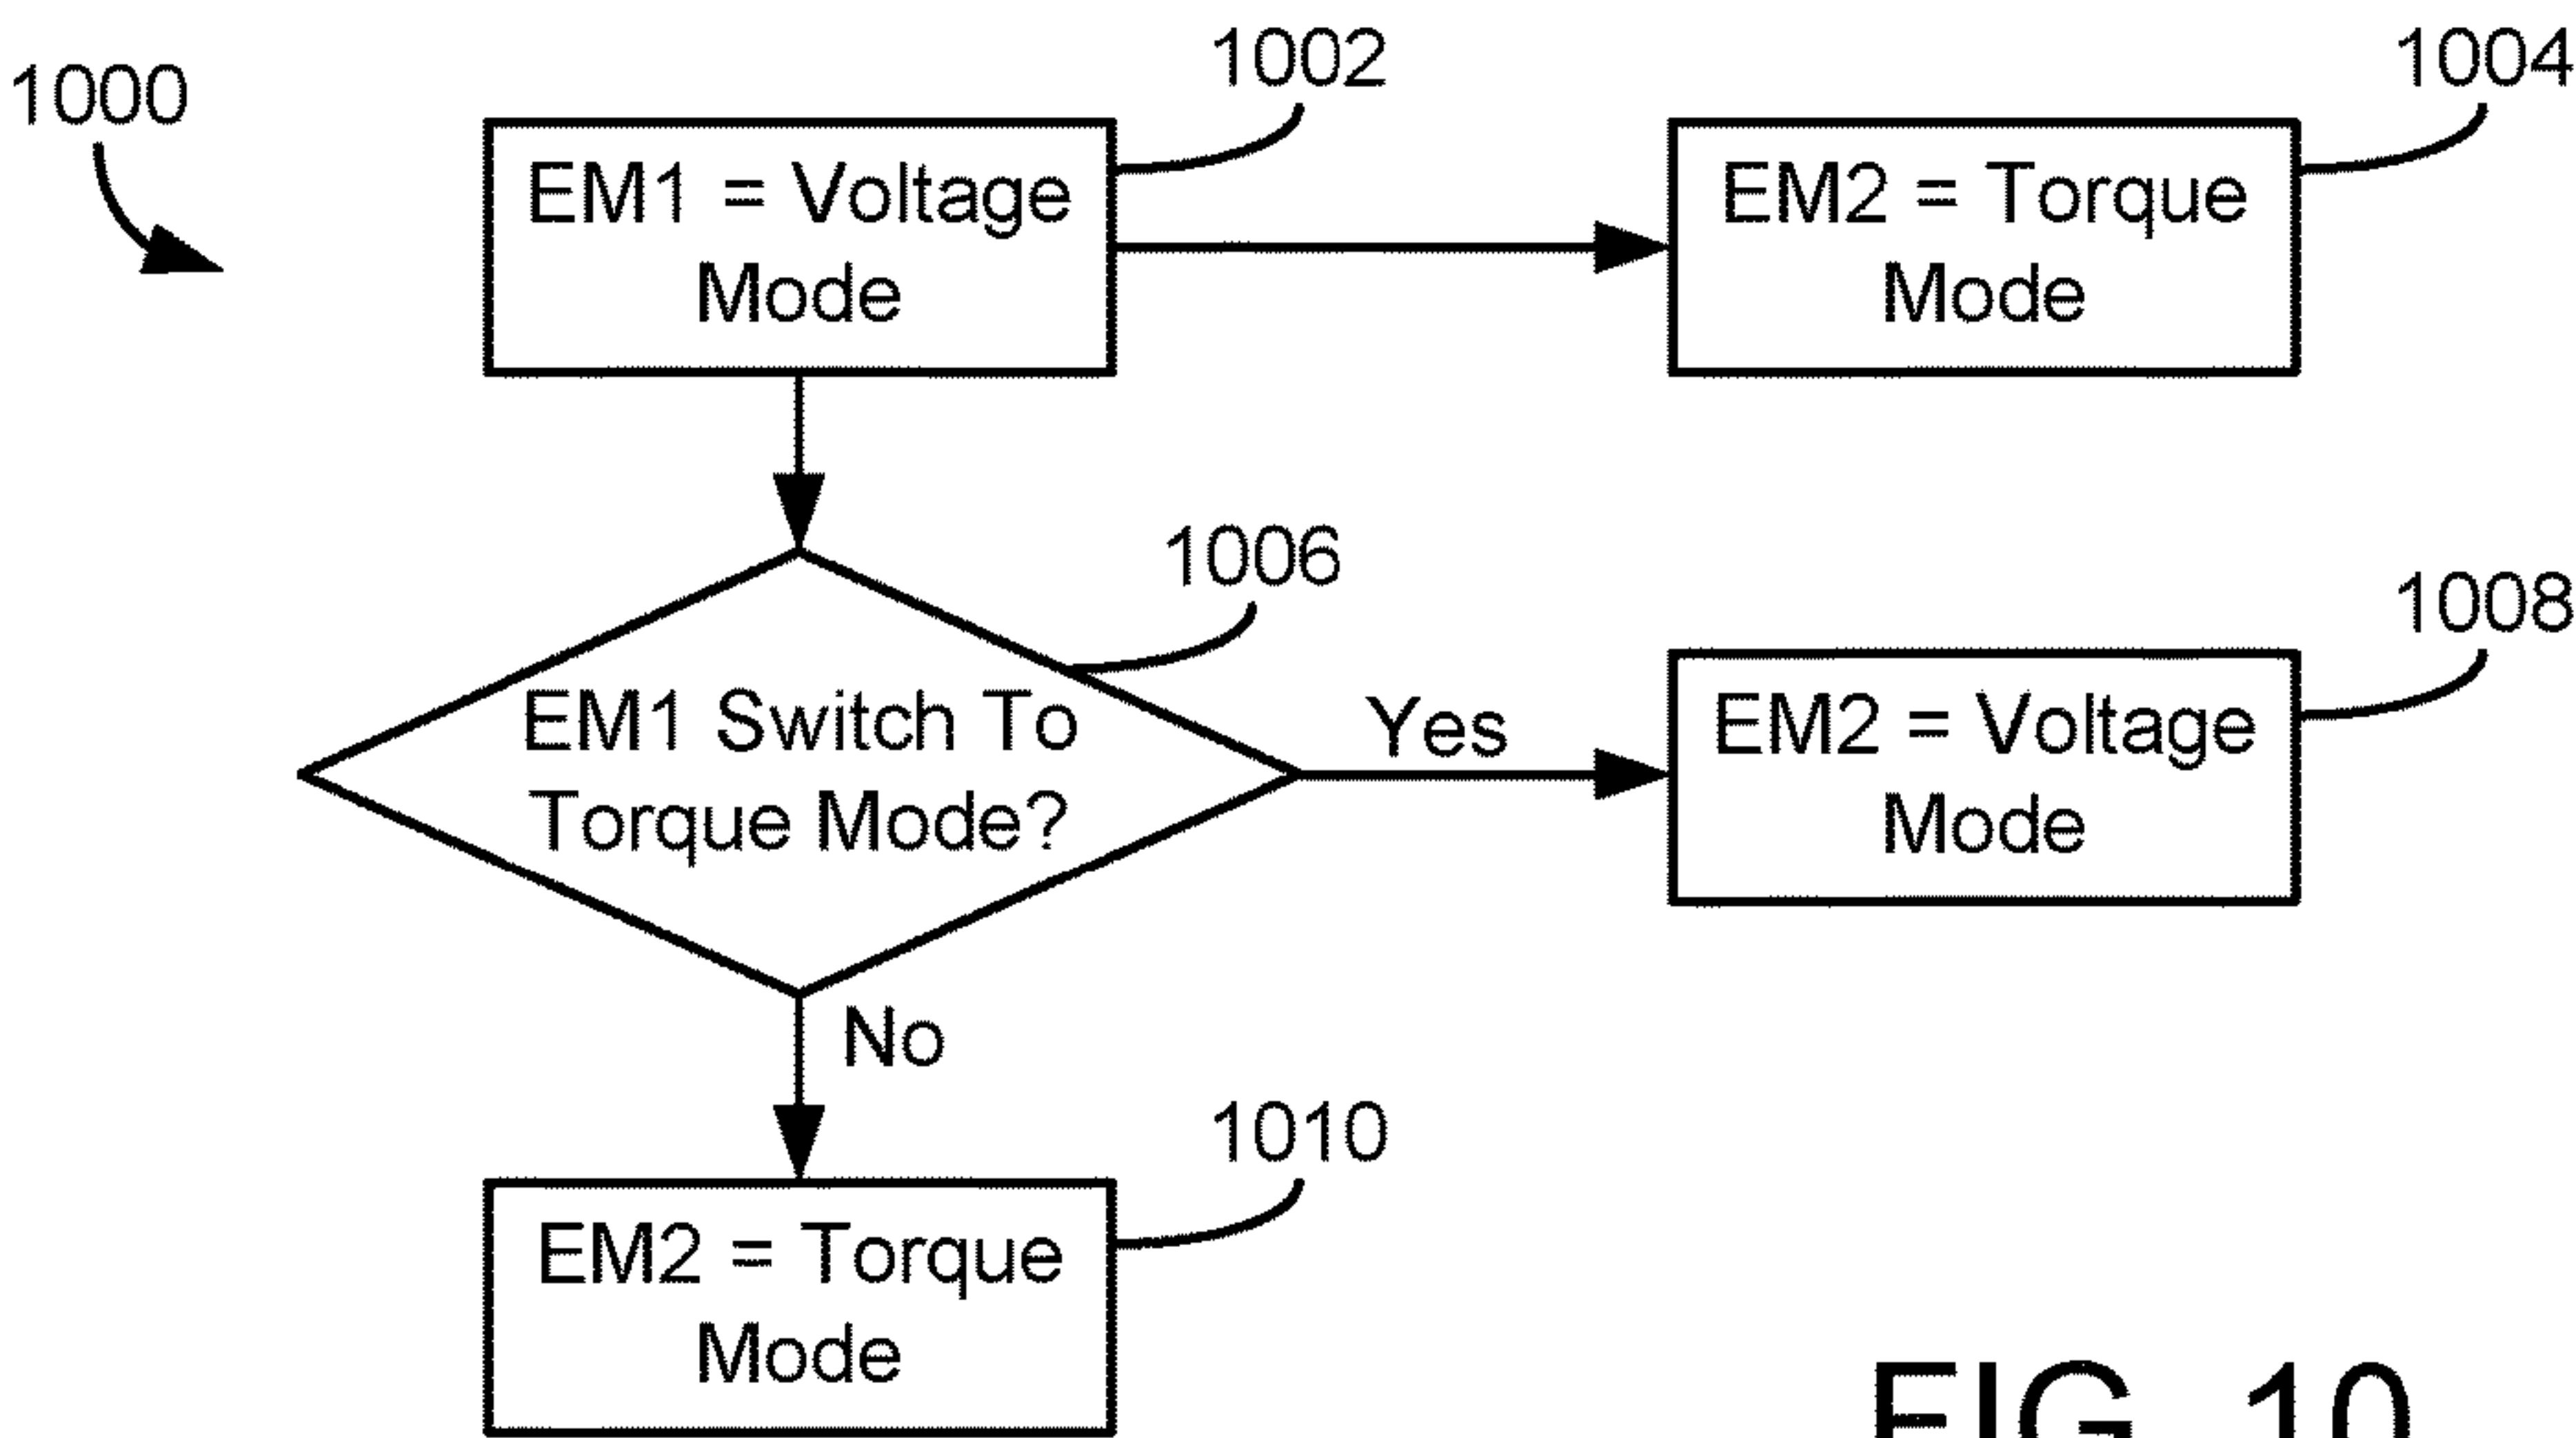 1000
1002
EM1 = Voltage
Mode
1004
EM2 = Torque
Mode
1006
EM1 Switch To
Torque Mode?
Yes
1008
EM2 = Voltage
Mode
No
1010
EM2 = Torque
Mode
FIG. 10